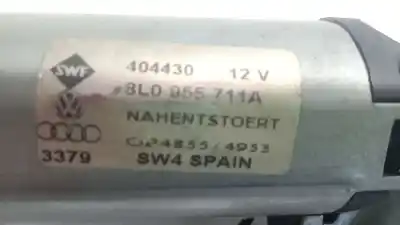 SWF 404430 12 V
8L0 955 711A
NAHENTSTOERT
4855/4953
3379 SW4 SPAIN